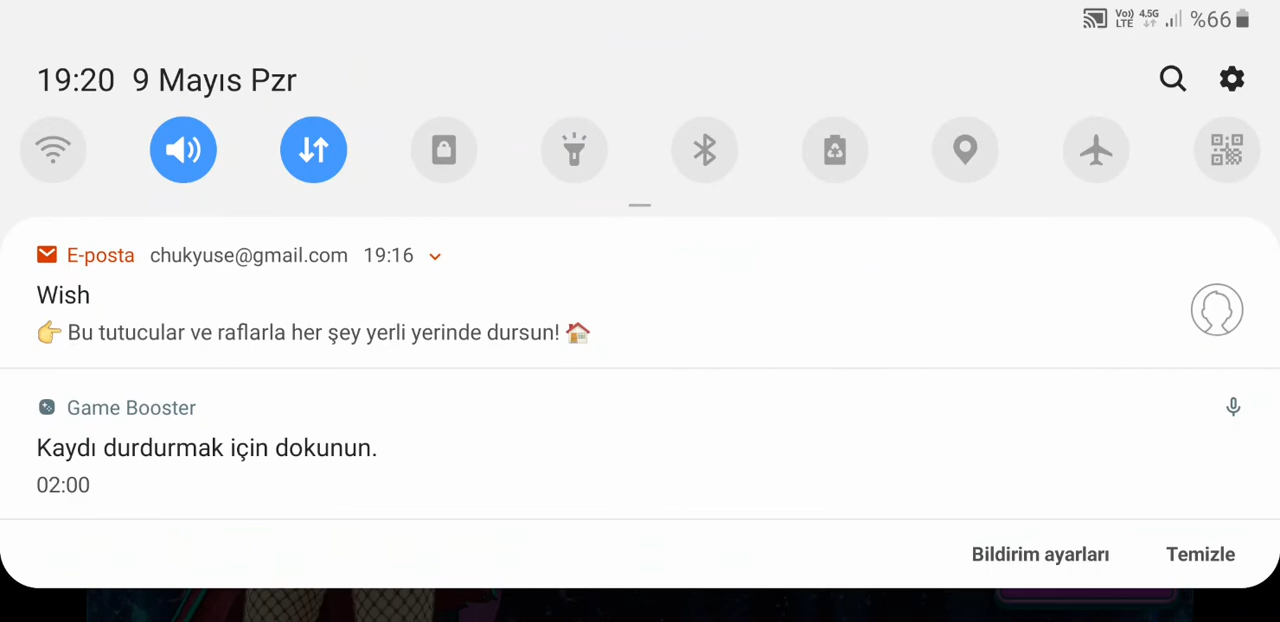 Vo)) 4.5G %66
LTE
19:20 9 Mayıs Pzr
E-posta chukyuse@gmail.com 19:16
Wish
👉 Bu tutucular ve raflarla her şey yerli yerinde dursun! 🏠
Game Booster
Kaydı durdurmak için dokunun.
02:00
Bildirim ayarları Temizle